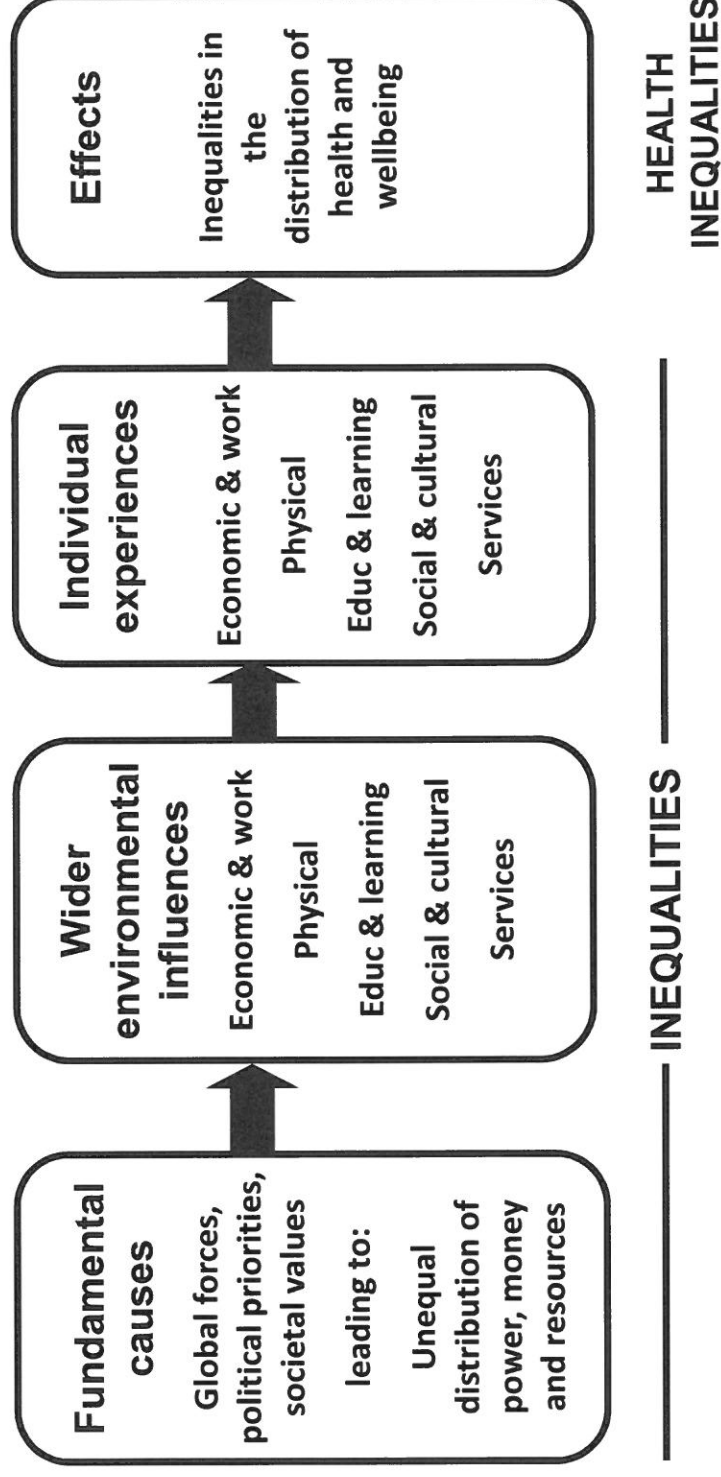 Fundamental
causes
Global forces,
political priorities,
societal values
leading to:
Unequal
distribution of
power, money
and resources
Wider
environmental
influences
Economic & work
Physical
Educ & learning
Social & cultural
Services
Individual
experiences
Economic & work
Physical
Educ & learning
Social & cultural
Services
Effects
Inequalities in
the
distribution of
health and
wellbeing
INEQUALITIES
HEALTH
INEQUALITIES